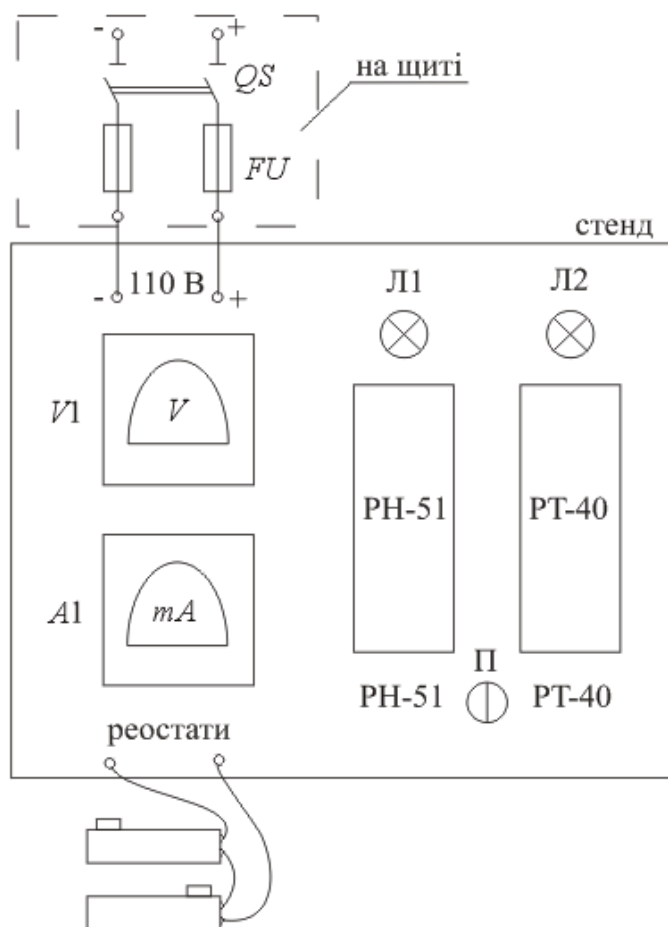 - +
QS
на щиті
FU
стенд
- 110 В +
Л1 Л2
V1 V
РН-51 РТ-40
A1 mA
П
РН-51 РТ-40
реостати